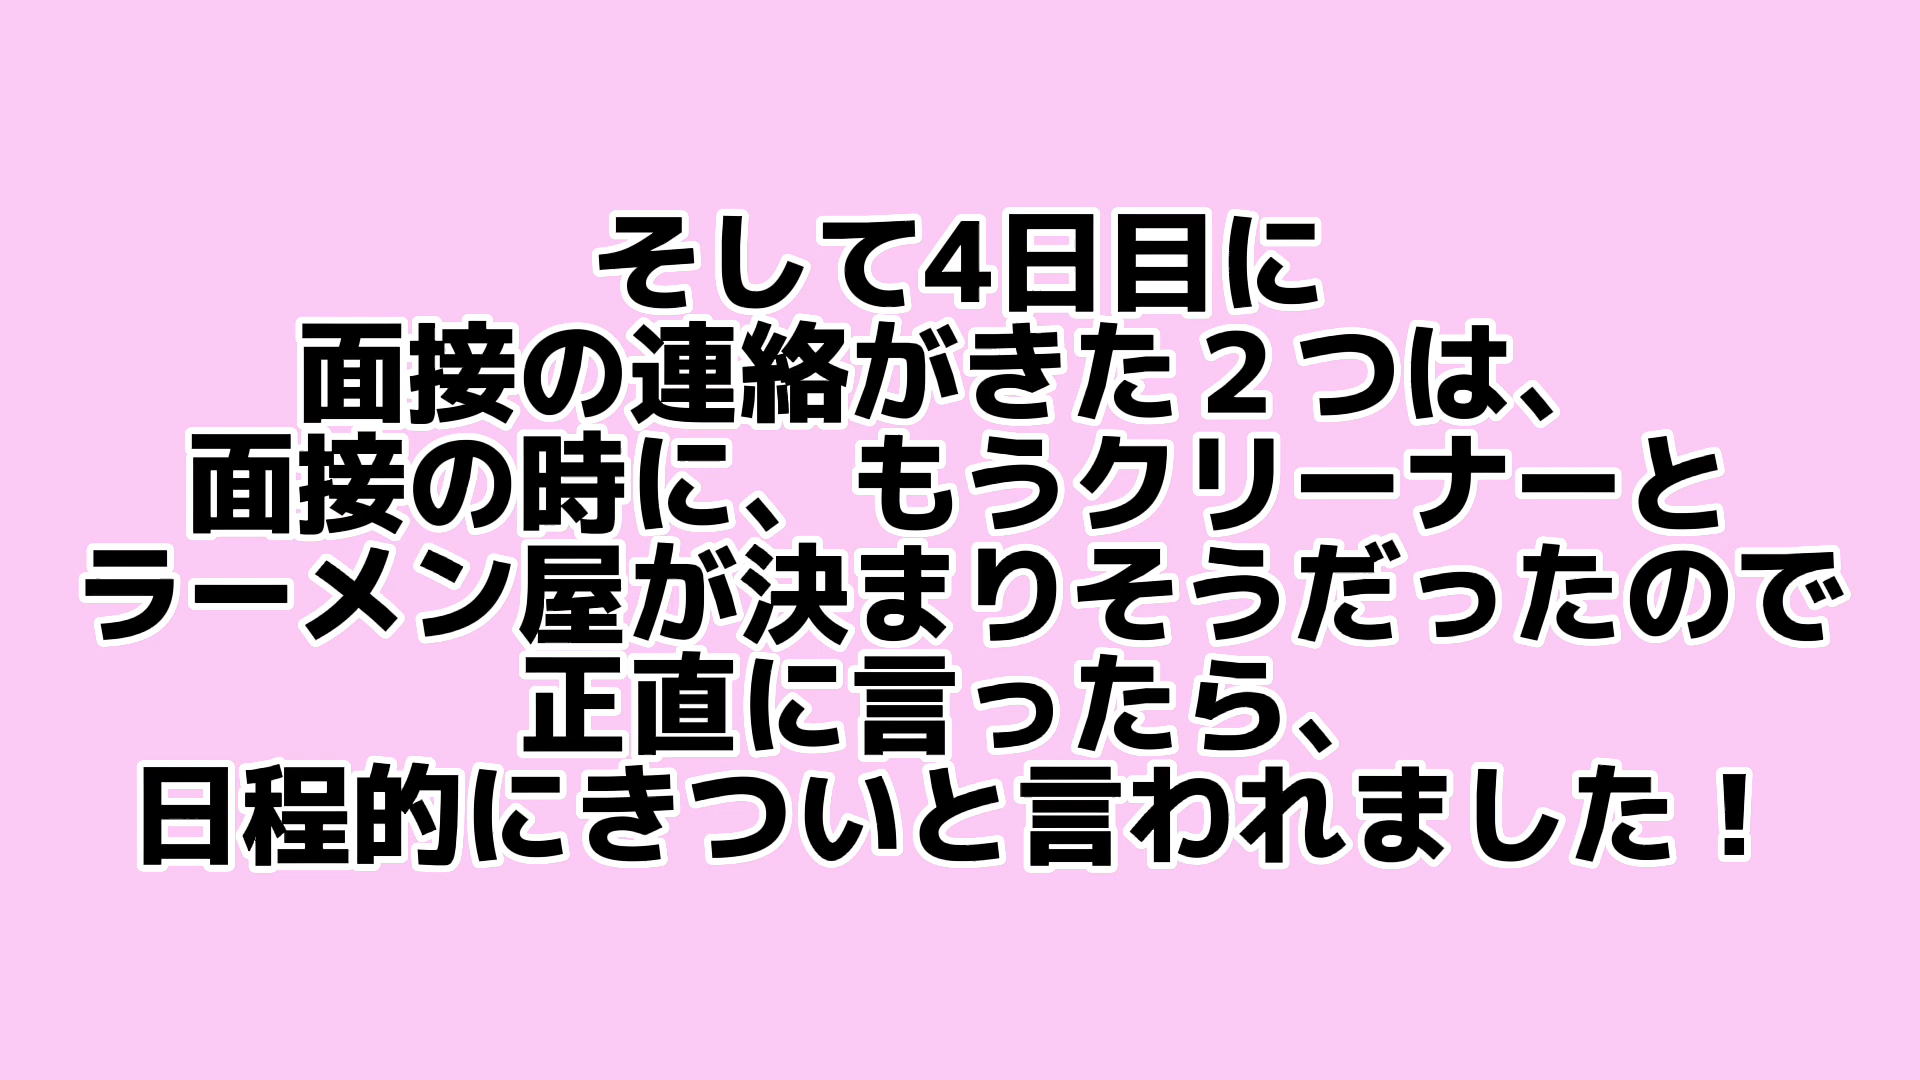 そして4日目に
面接の連絡がきた２つは、
面接の時に、もうクリーナーと
ラーメン屋が決まりそうだったので
正直に言ったら、
日程的にきついと言われました！